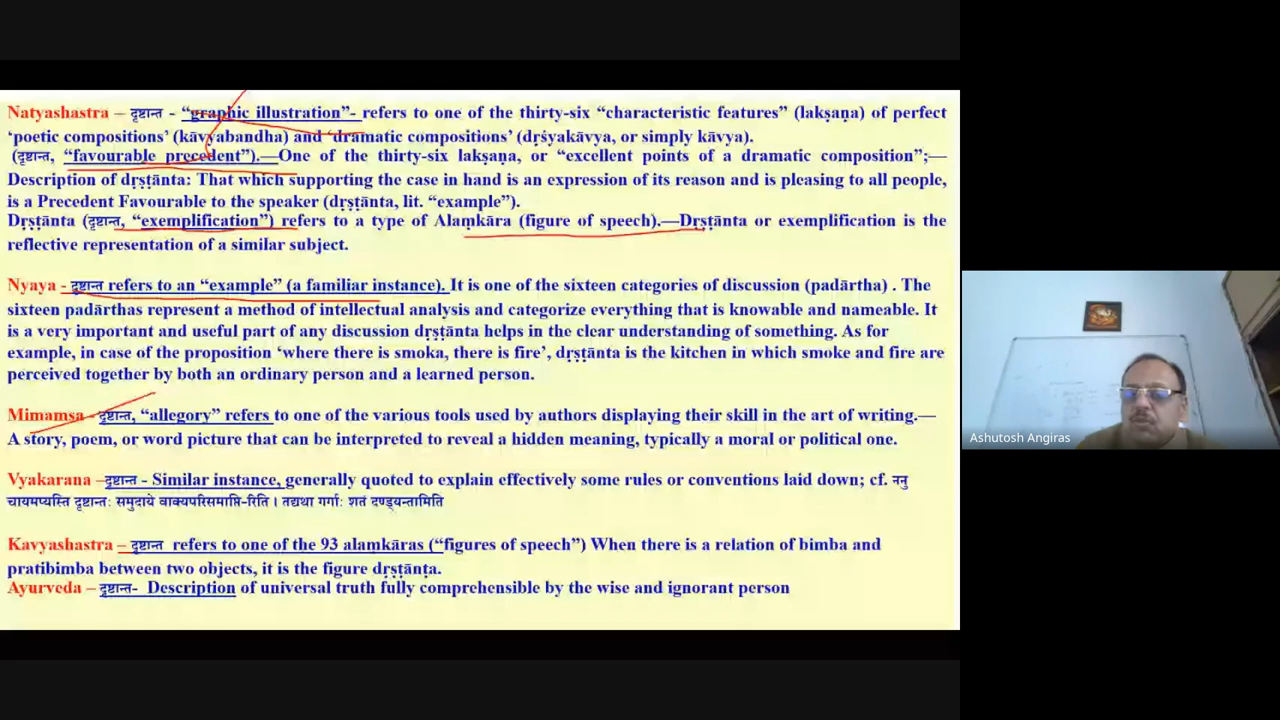 Natyashastra – दृष्टान्त - “graphic illustration”- refers to one of the thirty-six “characteristic features” (lakṣaṇa) of perfect
‘poetic compositions’ (kāvyabandha) and ‘dramatic compositions’ (dṛśyakāvya, or simply kāvya).
(दृष्टान्त, “favourable precedent”).—One of the thirty-six lakṣaṇa, or “excellent points of a dramatic composition”;—
Description of dṛṣṭānta: That which supporting the case in hand is an expression of its reason and is pleasing to all people,
is a Precedent Favourable to the speaker (dṛṣṭānta, lit. “example”).
Dṛṣṭānta (दृष्टान्त, “exemplification”) refers to a type of Alaṃkāra (figure of speech).—Dṛṣṭānta or exemplification is the
reflective representation of a similar subject.
Nyaya - दृष्टान्त refers to an “example” (a familiar instance). It is one of the sixteen categories of discussion (padārtha) . The
sixteen padārthas represent a method of intellectual analysis and categorize everything that is knowable and nameable. It
is a very important and useful part of any discussion dṛṣṭānta helps in the clear understanding of something. As for
example, in case of the proposition ‘where there is smoka, there is fire’, dṛṣṭānta is the kitchen in which smoke and fire are
perceived together by both an ordinary person and a learned person.
Mimamsa - दृष्टान्त, “allegory” refers to one of the various tools used by authors displaying their skill in the art of writing.—
A story, poem, or word picture that can be interpreted to reveal a hidden meaning, typically a moral or political one.
Vyakarana –दृष्टान्त - Similar instance, generally quoted to explain effectively some rules or conventions laid down; cf. ननु
चायमप्यस्ति दृष्टान्तः समुदाये वाक्यपरिसमाप्ति-रिति । तद्यथा गर्गाः शतं दण्ड्यन्तामिति
Kavyashastra – दृष्टान्त refers to one of the 93 alaṃkāras (“figures of speech”) When there is a relation of bimba and
pratibimba between two objects, it is the figure dṛṣṭānṭa.
Ayurveda – दृष्टान्त- Description of universal truth fully comprehensible by the wise and ignorant person
Ashutosh Angiras